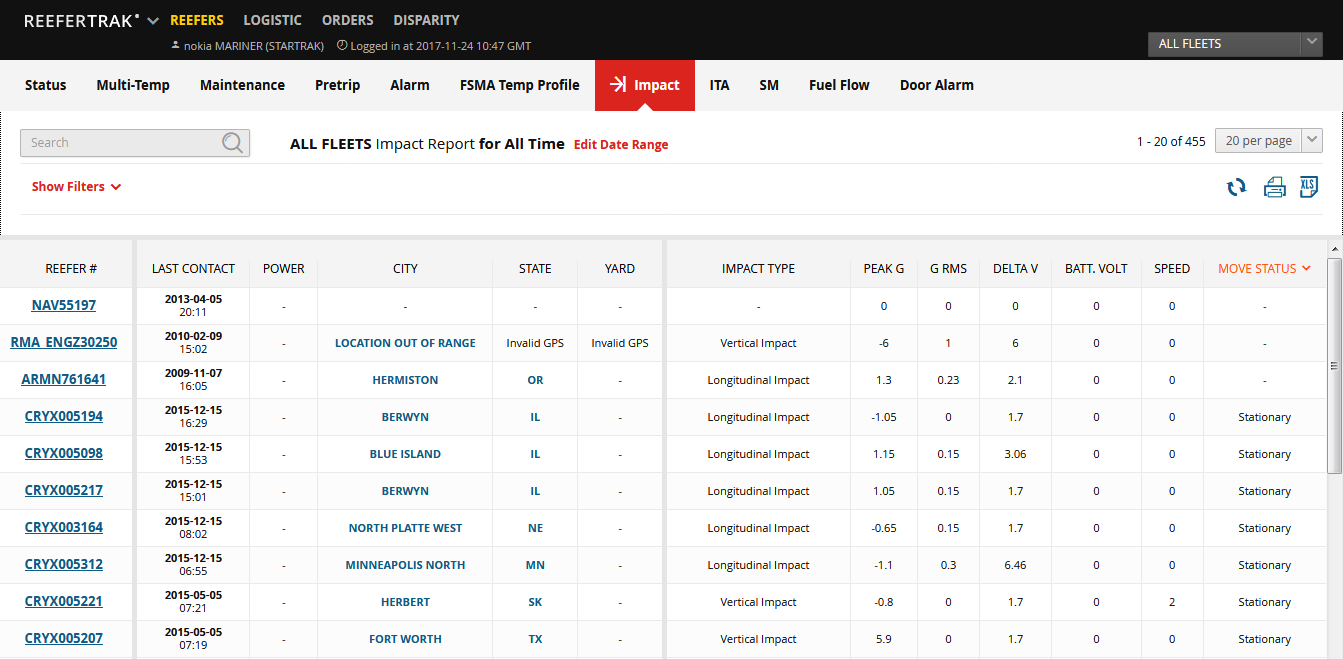 REEFERTRAK REEFERS LOGISTIC ORDERS DISPARITY
nokia MARINER (STARTRAK) Logged in at 2017-11-24 10:47 GMT
ALL FLEETS
Status Multi-Temp Maintenance Pretrip Alarm FSMA Temp Profile Impact ITA SM Fuel Flow Door Alarm
Search ALL FLEETS Impact Report for All Time Edit Date Range 1 - 20 of 455 20 per page
Show Filters XLS
REEFER # LAST CONTACT POWER CITY STATE YARD IMPACT TYPE PEAK G G RMS DELTA V BATT. VOLT SPEED MOVE STATUS
NAV55197 2013-04-05 20:11 - - - - - 0 0 0 0 0 -
RMA_ENGZ30250 2010-02-09 15:02 - LOCATION OUT OF RANGE Invalid GPS Invalid GPS Vertical Impact -6 1 6 0 0 -
ARMN761641 2009-11-07 16:05 - HERMISTON OR - Longitudinal Impact 1.3 0.23 2.1 0 0 -
CRYX005194 2015-12-15 16:29 - BERWYN IL - Longitudinal Impact -1.05 0 1.7 0 0 Stationary
CRYX005098 2015-12-15 15:53 - BLUE ISLAND IL - Longitudinal Impact 1.15 0.15 3.06 0 0 Stationary
CRYX005217 2015-12-15 15:01 - BERWYN IL - Longitudinal Impact 1.05 0.15 1.7 0 0 Stationary
CRYX003164 2015-12-15 08:02 - NORTH PLATTE WEST NE - Longitudinal Impact -0.65 0.15 1.7 0 0 Stationary
CRYX005312 2015-12-15 06:55 - MINNEAPOLIS NORTH MN - Longitudinal Impact -1.1 0.3 6.46 0 0 Stationary
CRYX005221 2015-05-05 07:21 - HERBERT SK - Vertical Impact -0.8 0 1.7 0 2 Stationary
CRYX005207 2015-05-05 07:19 - FORT WORTH TX - Vertical Impact 5.9 0 1.7 0 0 Stationary